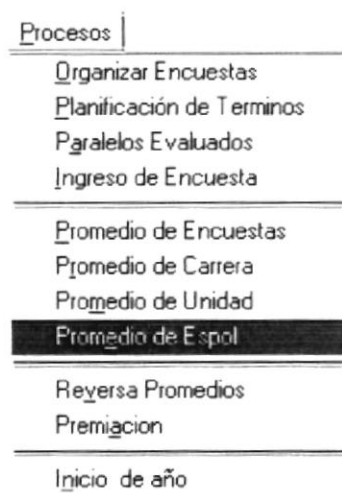 Procesos
Organizar Encuestas
Planificación de Terminos
Paralelos Evaluados
Ingreso de Encuesta
Promedio de Encuestas
Promedio de Carrera
Promedio de Unidad
Promedio de Espol
Reversa Promedios
Premiacion
Inicio de año